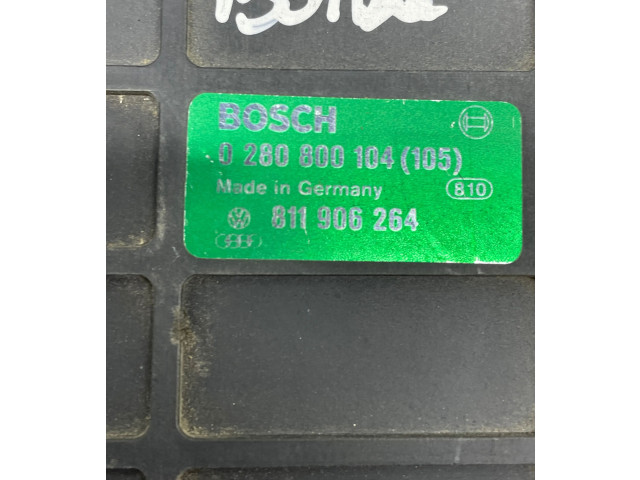 BOSCH
0 280 800 104 (105)
Made in Germany
810
811 906 264